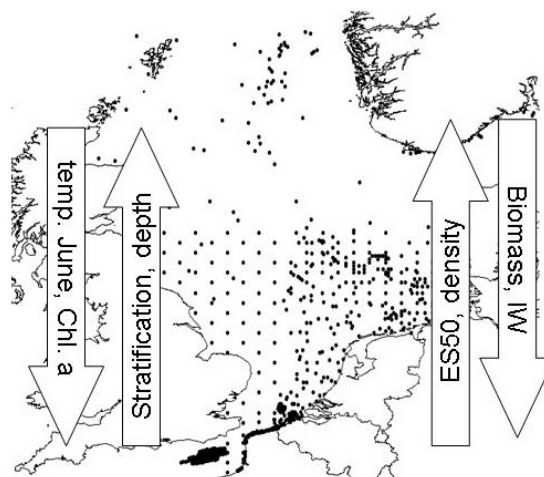 temp. June, Chl. a
Stratification, depth
ES50, density
Biomass, IW